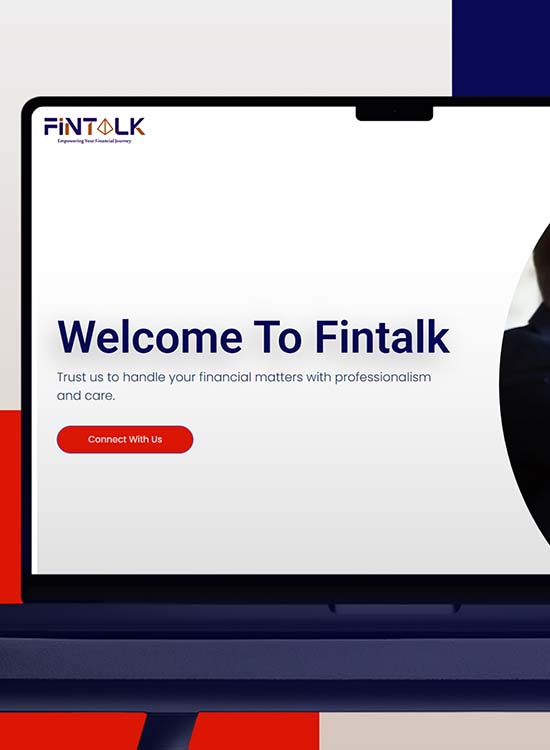 FiNTALK
Empowering Your Financial Journey
Welcome To Fintalk
Trust us to handle your financial matters with professionalism
and care.
Connect With Us